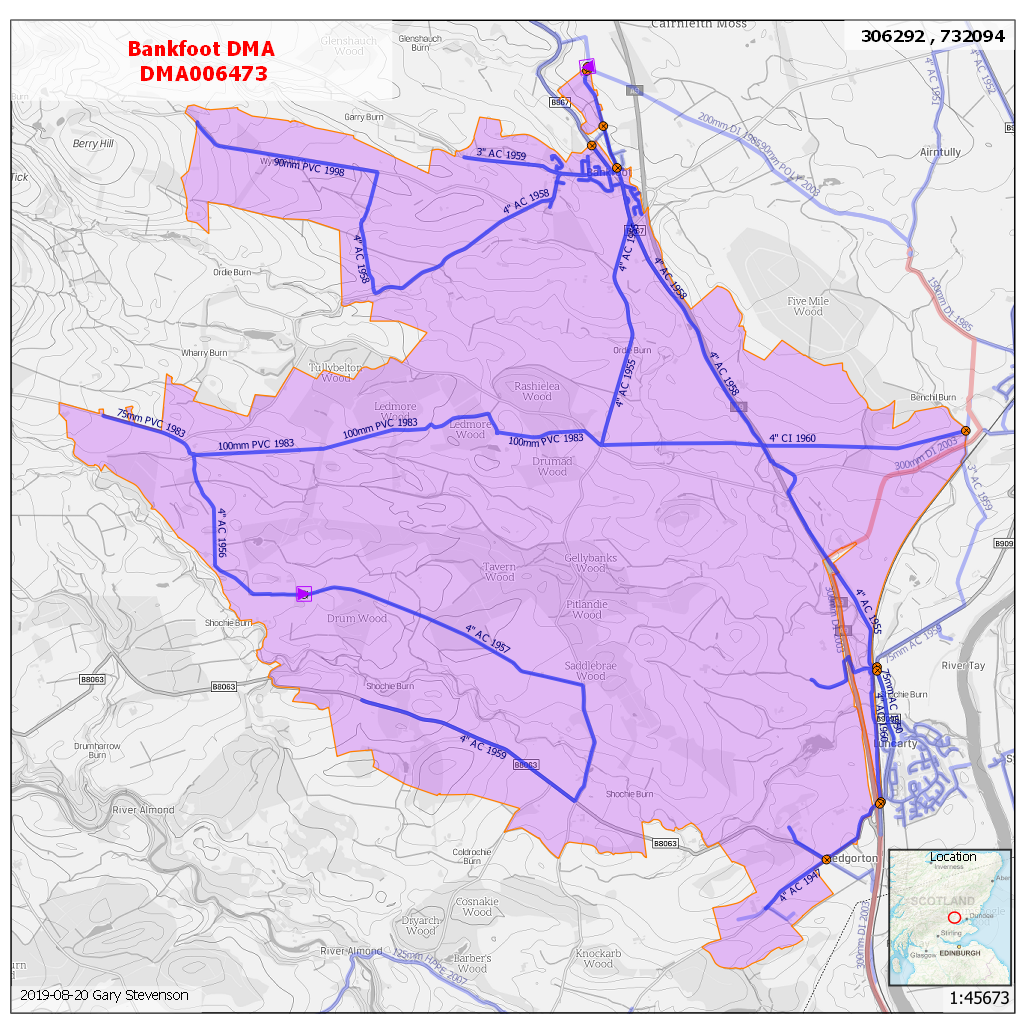 Bankfoot DMA
DMA006473
306292 , 732094
Cairnleith Moss
Glenshauch
Wood
Glenshauch
Burn
A9
B867
Garry Burn
200mm DI 1985
90mm POLY 2003
4" AC 1951
4" AC 1952
Berry Hill
Airntully
3" AC 1959
90mm PVC 1998
Tick
4" AC 1958
4" AC 1958
B867
Ordie Burn
4" AC 1958
Five Mile
Wood
150mm DI 1985
Wharry Burn
Ordie Burn
Tullybelton
Wood
4" AC 1958
4" AC 1955
Rashielea
Wood
Benchil Burn
Ledmore
Wood
75mm PVC 1983
Ledmore
Wood
100mm PVC 1983
100mm PVC 1983
100mm PVC 1983
4" CI 1960
300mm DI 2003
Drumad
Wood
3" AC 1959
4" AC 1956
B909
Gellybanks
Wood
Tavern
Wood
Pitlandie
Wood
Drum Wood
Shochie Burn
4" AC 1955
300mm DI 2003
4" AC 1957
75mm AC 1959
River Tay
Saddlebrae
Wood
B8063
B8063
Shochie Burn
4" AC 1960
Luncarty
4" AC 1959
B8063
Drumharrow
Burn
Shochie Burn
River Almond
B8063
Coldrochie
Burn
Location
Inverness
SCOTLAND
Dundee
Stirling
Glasgow
EDINBURGH
4" AC 1947
Cosnakie
Wood
Dryarch
Wood
300mm DI 2003
River Almond
125mm HPPE 2007
Barber's
Wood
Knockarb
Wood
2019-08-20 Gary Stevenson
1:45673